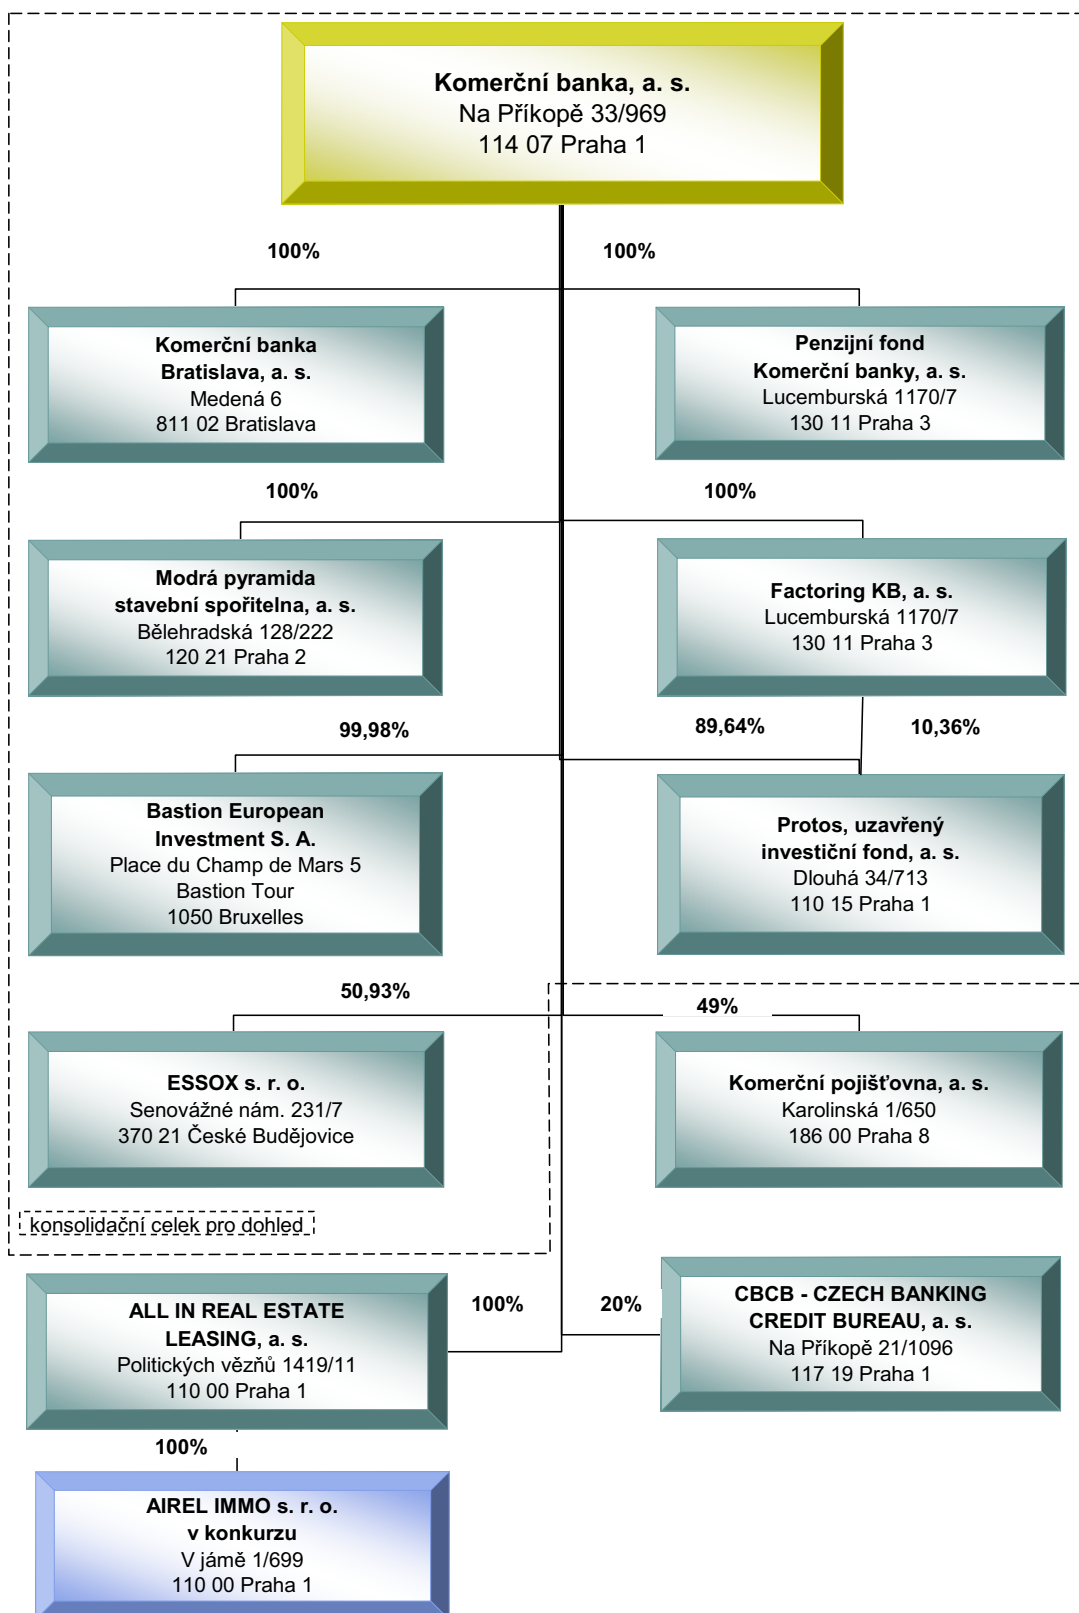 Komerční banka, a. s.
Na Příkopě 33/969
114 07 Praha 1
100%
100%
Komerční banka
Bratislava, a. s.
Medená 6
811 02 Bratislava
Penzijní fond
Komerční banky, a. s.
Lucemburská 1170/7
130 11 Praha 3
100%
100%
Modrá pyramida
stavební spořitelna, a. s.
Bělehradská 128/222
120 21 Praha 2
Factoring KB, a. s.
Lucemburská 1170/7
130 11 Praha 3
99,98%
89,64%
10,36%
Bastion European
Investment S. A.
Place du Champ de Mars 5
Bastion Tour
1050 Bruxelles
Protos, uzavřený
investiční fond, a. s.
Dlouhá 34/713
110 15 Praha 1
50,93%
49%
ESSOX s. r. o.
Senovážné nám. 231/7
370 21 České Budějovice
Komerční pojišťovna, a. s.
Karolinská 1/650
186 00 Praha 8
konsolidační celek pro dohled
ALL IN REAL ESTATE
LEASING, a. s.
Politických vězňů 1419/11
110 00 Praha 1
100%
20%
CBCB - CZECH BANKING
CREDIT BUREAU, a. s.
Na Příkopě 21/1096
117 19 Praha 1
100%
AIREL IMMO s. r. o.
v konkurzu
V jámě 1/699
110 00 Praha 1